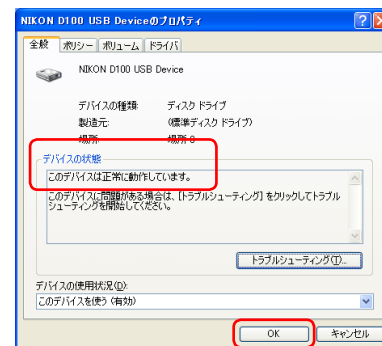 NIKON D100 USB Deviceのプロパティ
全般 ポリシー ボリューム ドライバ
NIKON D100 USB Device
デバイスの種類: ディスク ドライブ
製造元: (標準ディスク ドライブ)
場所:
デバイスの状態
このデバイスは正常に動作しています。
このデバイスに問題がある場合は、[トラブルシューティング] をクリックしてトラブル
シューティングを開始してください。
トラブルシューティング(T)...
デバイスの使用状況(D):
このデバイスを使う (有効)
OK キャンセル